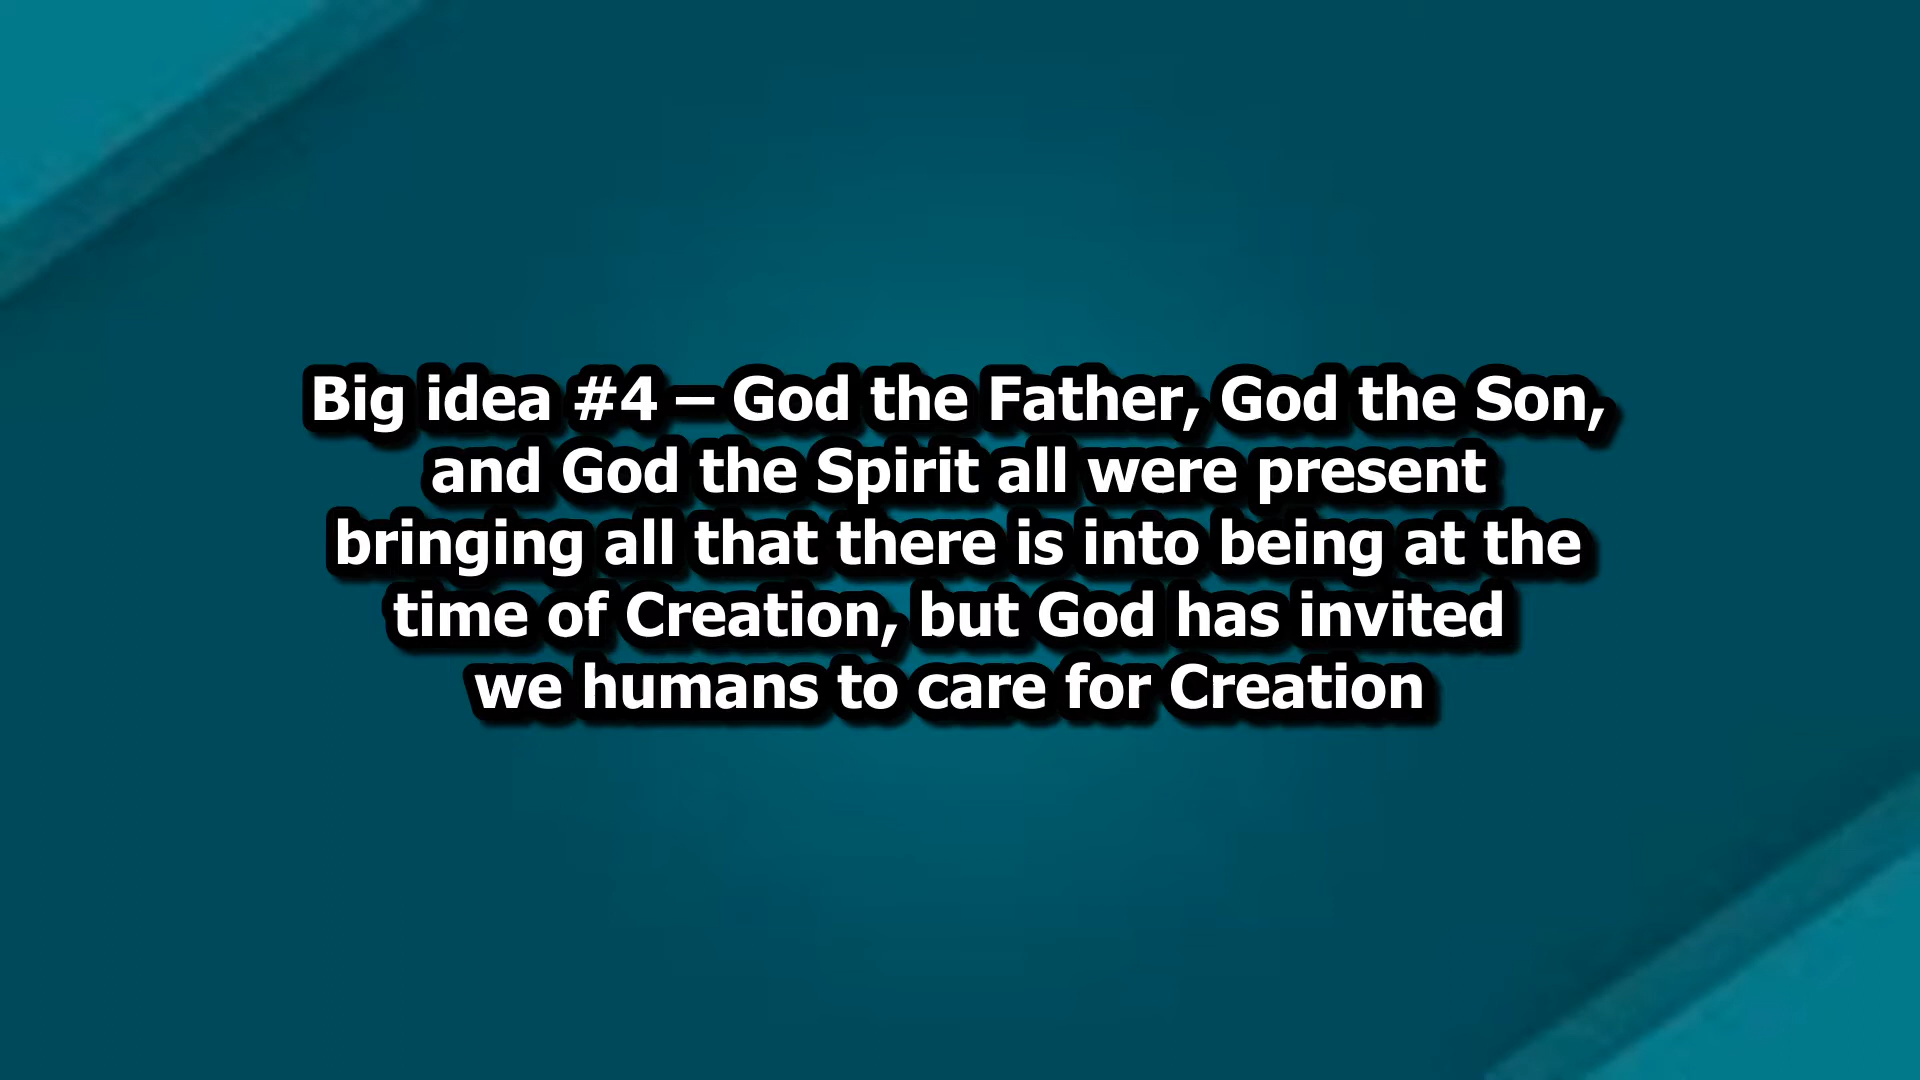 Big idea #4 – God the Father, God the Son,
and God the Spirit all were present
bringing all that there is into being at the
time of Creation, but God has invited
we humans to care for Creation